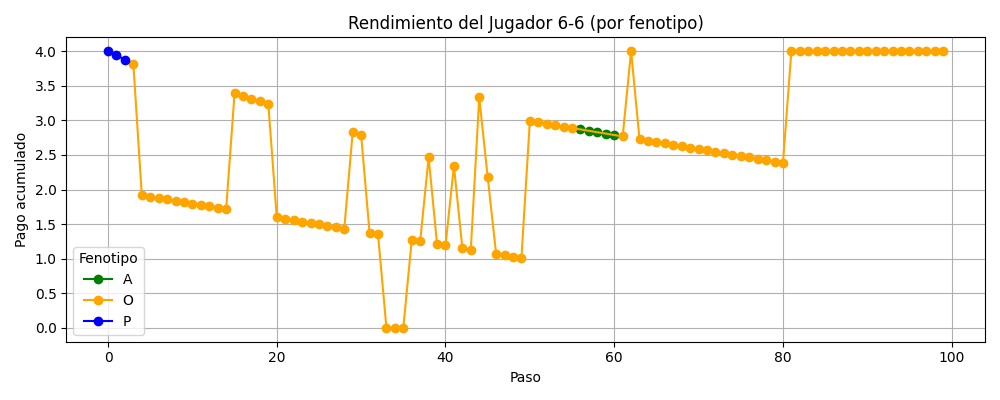 Rendimiento del Jugador 6-6 (por fenotipo)
Pago acumulado
4.0
3.5
3.0
2.5
2.0
1.5
1.0
0.5
0.0
Fenotipo
A
O
P
0 20 40 60 80 100
Paso